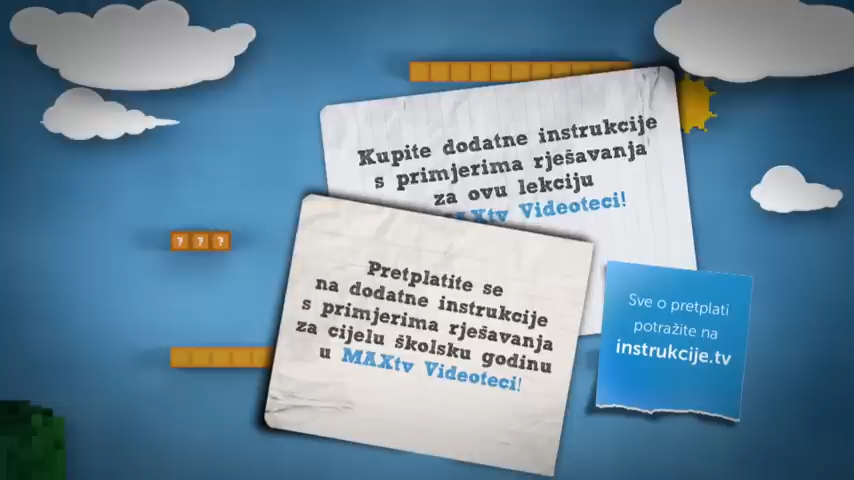 Kupite dodatne instrukcije
s primjerima rješavanja
za ovu lekciju
Videoteci!
Pretplatite se
na dodatne instrukcije
s primjerima rješavanja
za cijelu školsku godinu
u MAXtv Videoteci!
Sve o pretplati
potražite na
instrukcije.tv
? ? ?